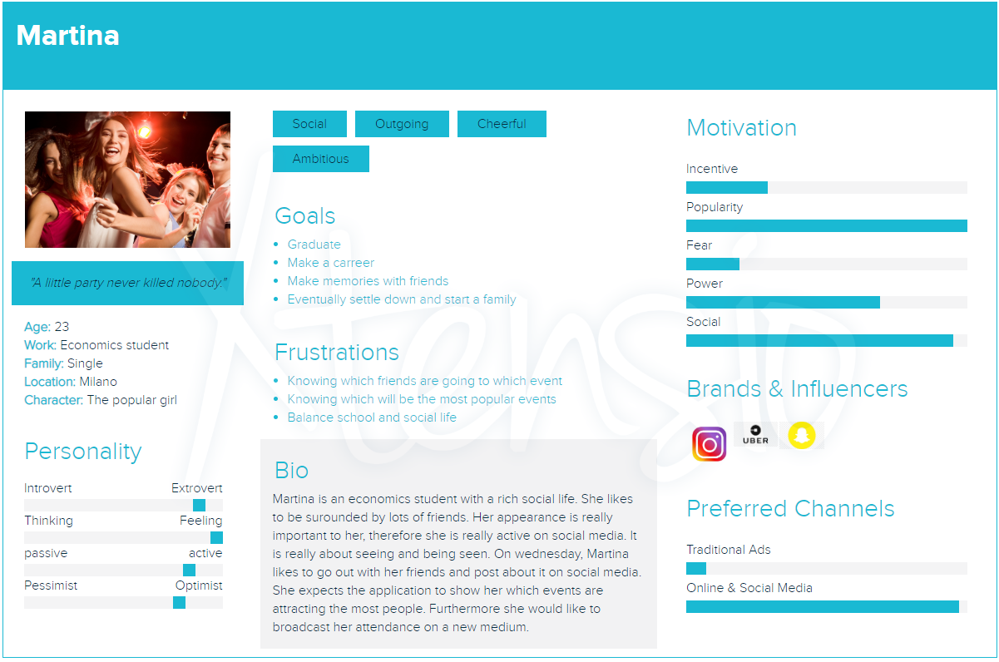 Martina
"A liittle party never killed nobody."
Age: 23
Work: Economics student
Family: Single
Location: Milano
Character: The popular girl
Personality
Introvert Extrovert
Thinking Feeling
passive active
Pessimist Optimist
Social Outgoing Cheerful
Ambitious
Goals
Graduate
Make a carreer
Make memories with friends
Eventually settle down and start a family
Frustrations
Knowing which friends are going to which event
Knowing which will be the most popular events
Balance school and social life
Bio
Martina is an economics student with a rich social life. She likes
to be surounded by lots of friends. Her appearance is really
important to her, therefore she is really active on social media. It
is really about seeing and being seen. On wednesday, Martina
likes to go out with her friends and post about it on social media.
She expects the application to show her which events are
attracting the most people. Furthermore she would like to
broadcast her attendance on a new medium.
Motivation
Incentive
Popularity
Fear
Power
Social
Brands & Influencers
UBER
Preferred Channels
Traditional Ads
Online & Social Media
Xtensio